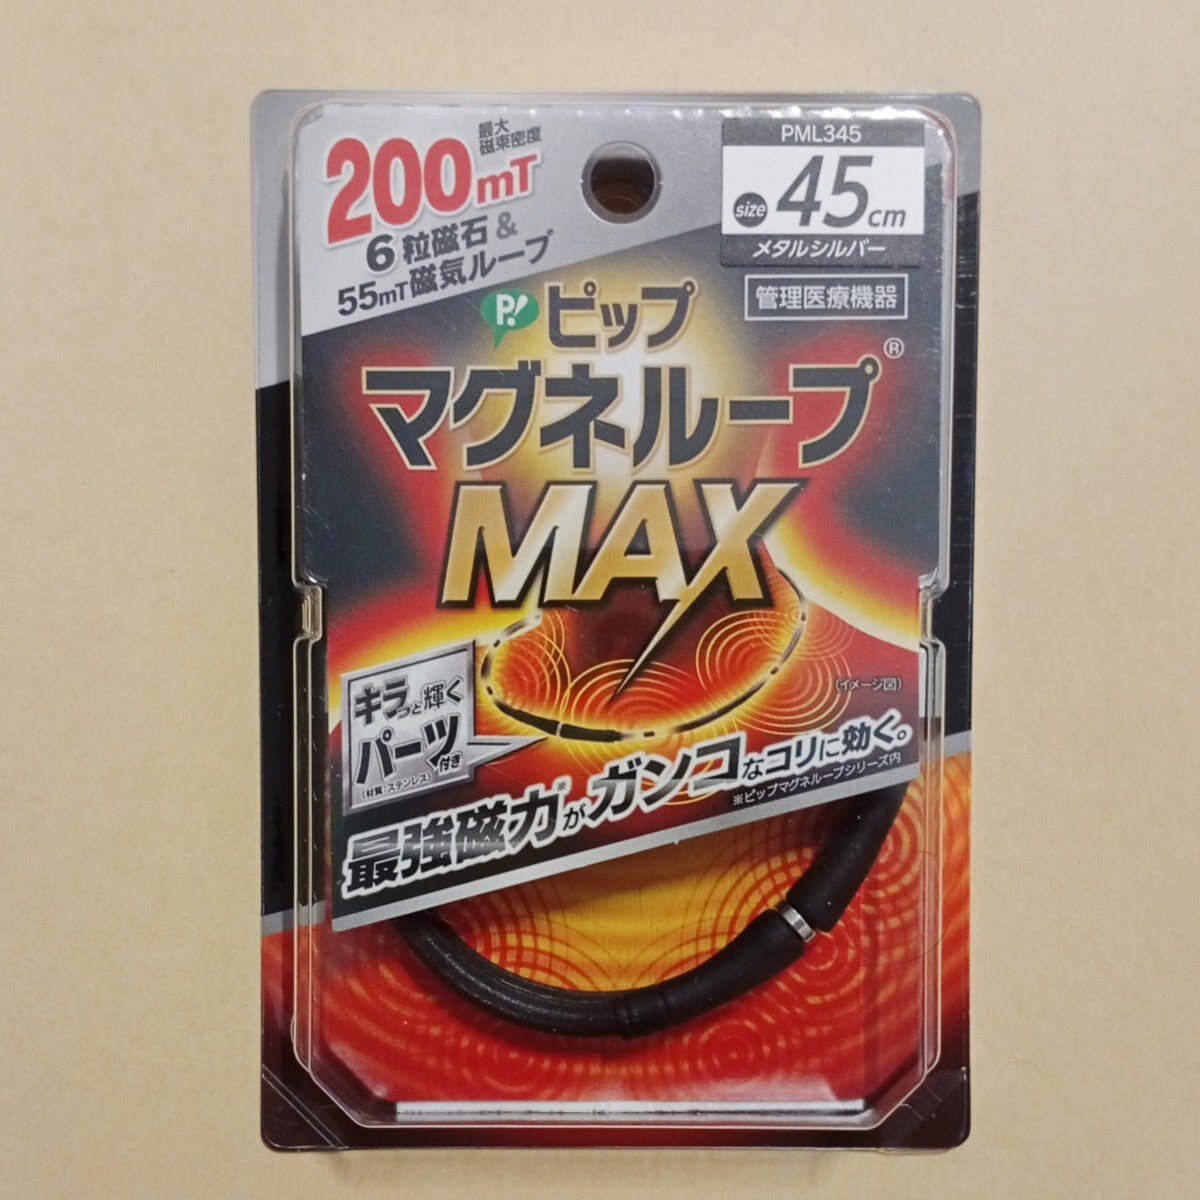 200mT
最大
磁束密度
6粒磁石&
55mT磁気ループ
PML345
size 45cm
メタルシルバー
管理医療機器
P! ピップ
マグネループ®
MAX
(イメージ図)
キラっと輝く
パーツ付き
(材質:ステンレス)
最強磁力※がガンコなコリに効く。
※ピップマグネループシリーズ内